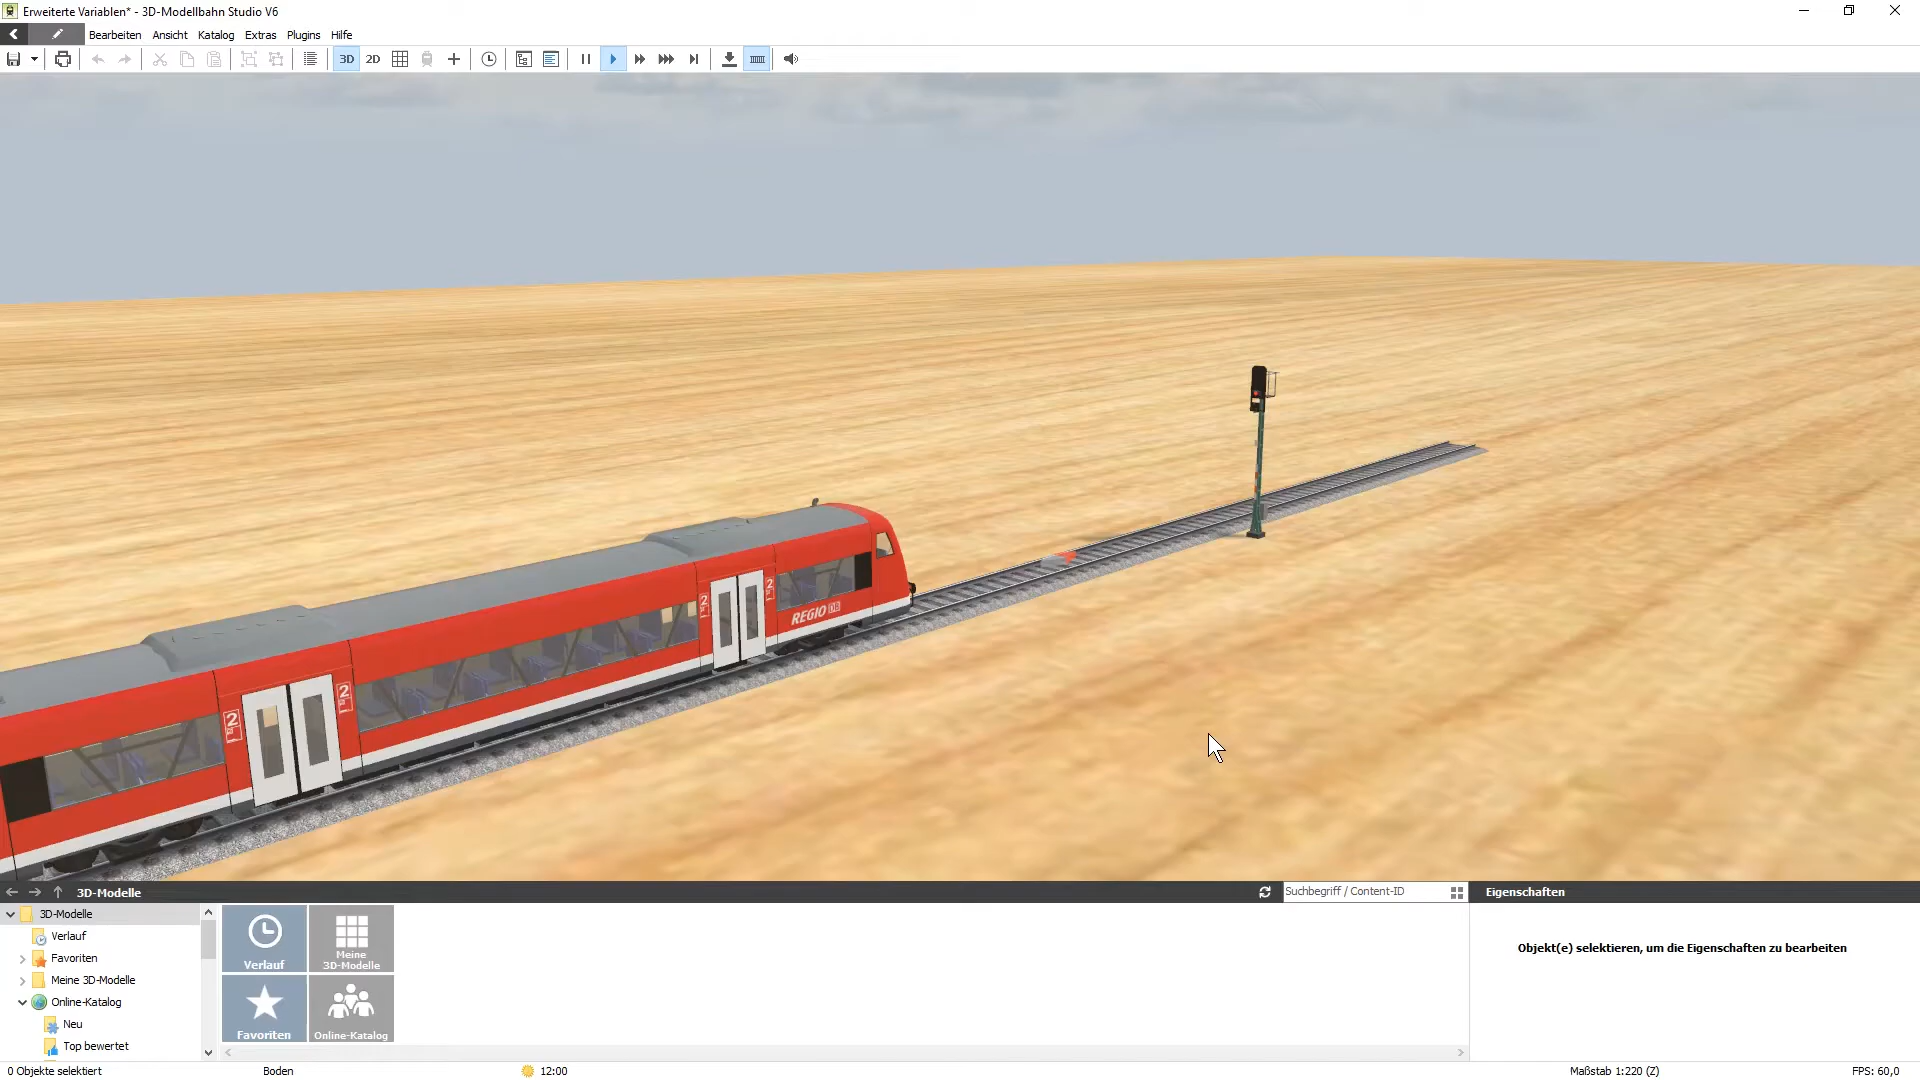 Erweiterte Variablen* - 3D-Modellbahn Studio V6
Bearbeiten Ansicht Katalog Extras Plugins Hilfe
3D 2D
2
2
REGIO DB
2
2
3D-Modelle
Suchbegriff / Content-ID
Eigenschaften
3D-Modelle
Verlauf
Favoriten
Meine 3D-Modelle
Online-Katalog
Neu
Top bewertet
Verlauf
Meine
3D-Modelle
Favoriten
Online-Katalog
Objekt(e) selektieren, um die Eigenschaften zu bearbeiten
0 Objekte selektiert
Boden
12:00
Maßstab 1:220 (Z)
FPS: 60,0